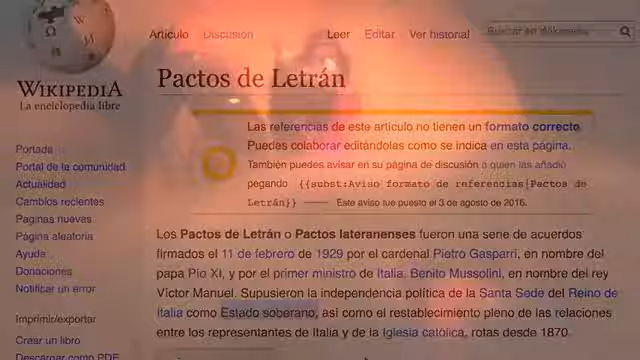 Artículo Discusión Leer Editar Ver historial Buscar en Wikipedia
WIKIPEDIA
La enciclopedia libre
Pactos de Letrán
Las referencias de este artículo no tienen un formato correcto.
Puedes colaborar editándolas como se indica en esta página.
También puedes avisar en su página de discusión a quien las añadió
pegando {{subst:Aviso formato de referencias|Pactos de
Letrán}} Este aviso fue puesto el 3 de agosto de 2016.
Portada
Portal de la comunidad
Actualidad
Cambios recientes
Páginas nuevas
Página aleatoria
Ayuda
Donaciones
Notificar un error
Imprimir/exportar
Crear un libro
Descargar como PDF
Los Pactos de Letrán o Pactos lateranenses fueron una serie de acuerdos
firmados el 11 de febrero de 1929 por el cardenal Pietro Gasparri, en nombre del
papa Pío XI, y por el primer ministro de Italia, Benito Mussolini, en nombre del rey
Víctor Manuel. Supusieron la independencia política de la Santa Sede del Reino de
Italia como Estado soberano, así como el restablecimiento pleno de las relaciones
entre los representantes de Italia y de la Iglesia católica, rotas desde 1870.